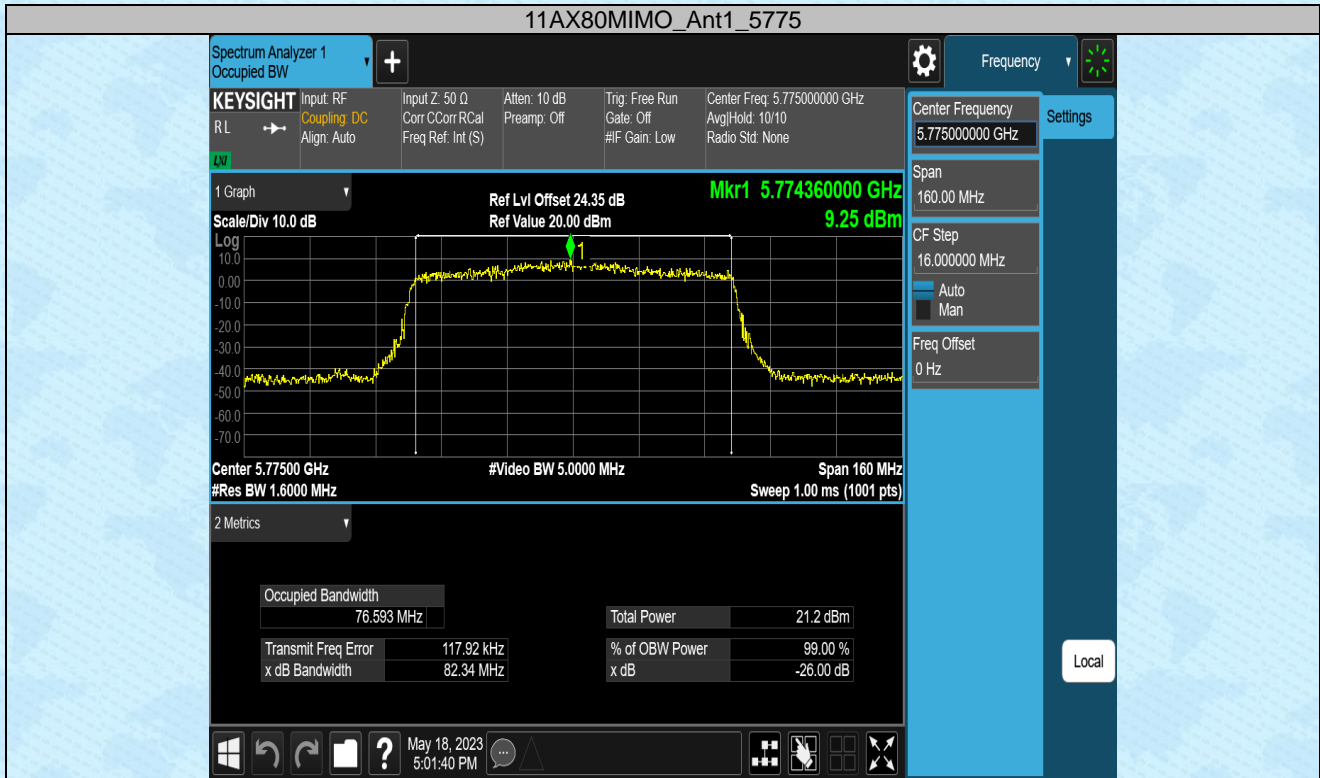 11AX80MIMO_Ant1_5775
Spectrum Analyzer 1
Occupied BW
+
Frequency
KEYSIGHT
R L
LXI
Input: RF
Coupling: DC
Align: Auto
Input Z: 50 Ω
Corr CCorr RCal
Freq Ref: Int (S)
Atten: 10 dB
Preamp: Off
Trig: Free Run
Gate: Off
#IF Gain: Low
Center Freq: 5.775000000 GHz
Avg|Hold: 10/10
Radio Std: None
Center Frequency
5.775000000 GHz
Settings
Span
160.00 MHz
CF Step
16.000000 MHz
Auto
Man
Freq Offset
0 Hz
Local
1 Graph
Scale/Div 10.0 dB
Ref Lvl Offset 24.35 dB
Ref Value 20.00 dBm
Mkr1 5.774360000 GHz
9.25 dBm
Log
1
10.0
0.00
-10.0
-20.0
-30.0
-40.0
-50.0
-60.0
-70.0
Center 5.77500 GHz
#Res BW 1.6000 MHz
#Video BW 5.0000 MHz
Span 160 MHz
Sweep 1.00 ms (1001 pts)
2 Metrics
Occupied Bandwidth
76.593 MHz
Total Power 21.2 dBm
Transmit Freq Error 117.92 kHz
% of OBW Power 99.00 %
x dB Bandwidth 82.34 MHz
x dB -26.00 dB
?
May 18, 2023
5:01:40 PM